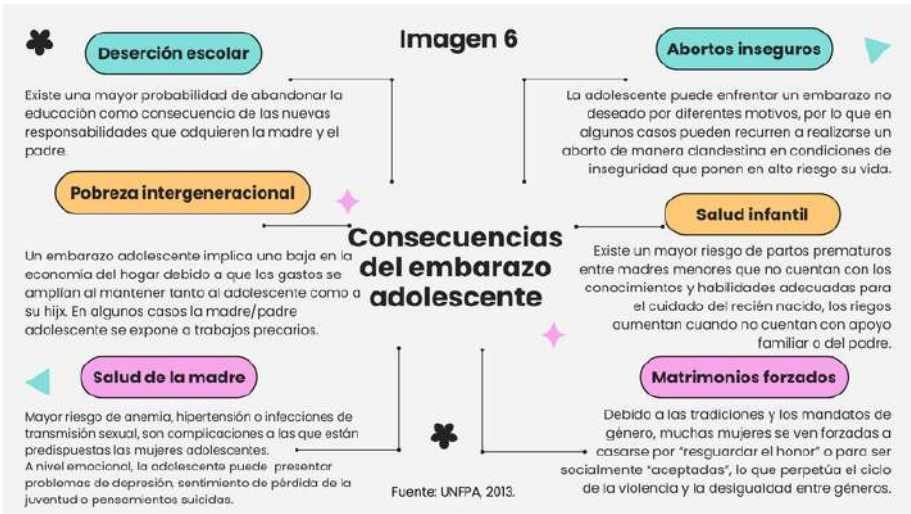 Imagen 6
Deserción escolar
Existe una mayor probabilidad de abandonar la
educación como consecuencia de las nuevas
responsabilidades que adquieren la madre y el
padre.
Pobreza intergeneracional
Un embarazo adolescente implica una baja en la
economía del hogar debido a que los gastos se
amplían al mantener tanto al adolescente como a
su hijx. En algunos casos la madre/padre
adolescente se expone a trabajos precarios.
Salud de la madre
Mayor riesgo de anemia, hipertensión o infecciones de
transmisión sexual, son complicaciones a las que están
predispuestas las mujeres adolescentes.
A nivel emocional, la adolescente puede presentar
problemas de depresión, sentimiento de pérdida de la
juventud o pensamientos suicidas.
Consecuencias
del embarazo
adolescente
Abortos inseguros
La adolescente puede enfrentar un embarazo no
deseado por diferentes motivos, por lo que en
algunos casos pueden recurren a realizarse un
aborto de manera clandestina en condiciones de
inseguridad que ponen en alto riesgo su vida.
Salud infantil
Existe un mayor riesgo de partos prematuros
entre madres menores que no cuentan con los
conocimientos y habilidades adecuadas para
el cuidado del recién nacido, los riegos
aumentan cuando no cuentan con apoyo
familiar o del padre.
Matrimonios forzados
Debido a las tradiciones y los mandatos de
género, muchas mujeres se ven forzadas a
casarse por "resguardar el honor" o para ser
socialmente "aceptadas", lo que perpetúa el ciclo
de la violencia y la desigualdad entre géneros.
Fuente: UNFPA, 2013.